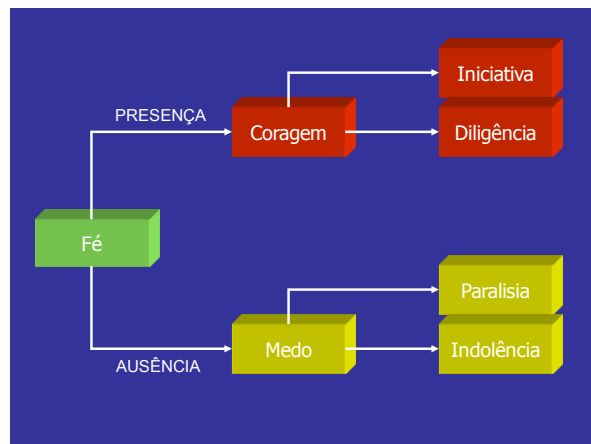 Iniciativa
PRESENÇA
Coragem
Diligência
Fé
Paralisia
Medo
Indolência
AUSÊNCIA